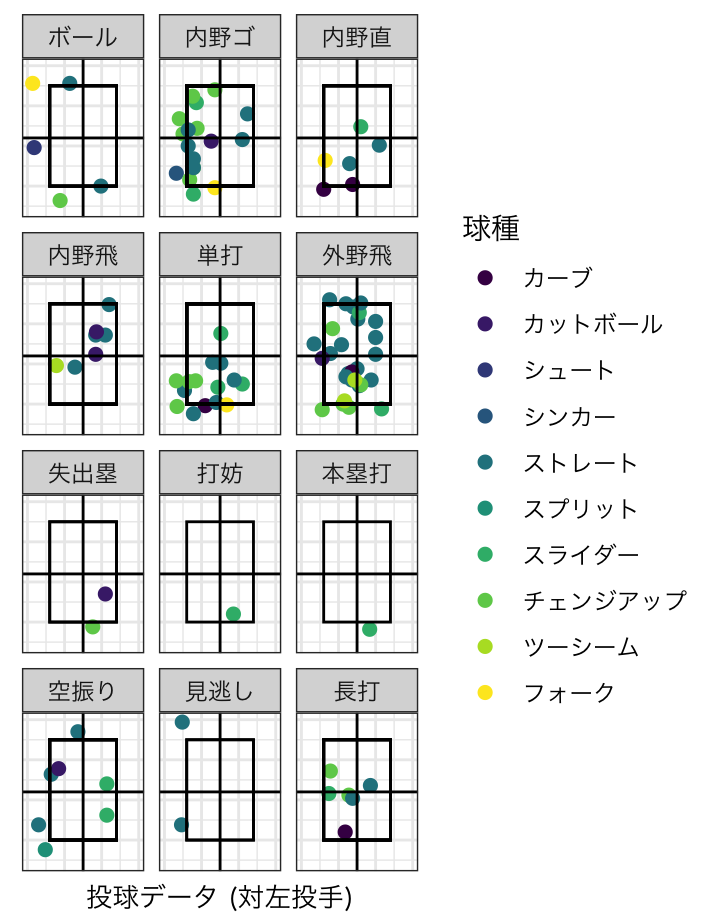 ボール
内野ゴ
内野直
内野飛
単打
外野飛
失出塁
打妨
本塁打
空振り
見逃し
長打
投球データ (対左投手)
球種
カーブ
カットボール
シュート
シンカー
ストレート
スプリット
スライダー
チェンジアップ
ツーシーム
フォーク